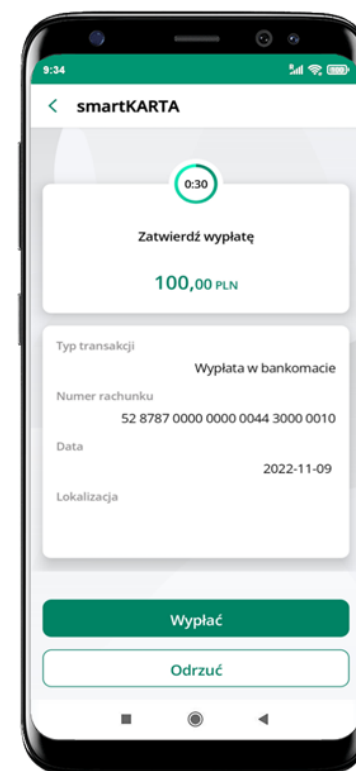 9:34
smartKARTA
0:30
Zatwierdź wypłatę
100,00 PLN
Typ transakcji
Wypłata w bankomacie
Numer rachunku
52 8787 0000 0000 0044 3000 0010
Data
2022-11-09
Lokalizacja
Wypłać
Odrzuć